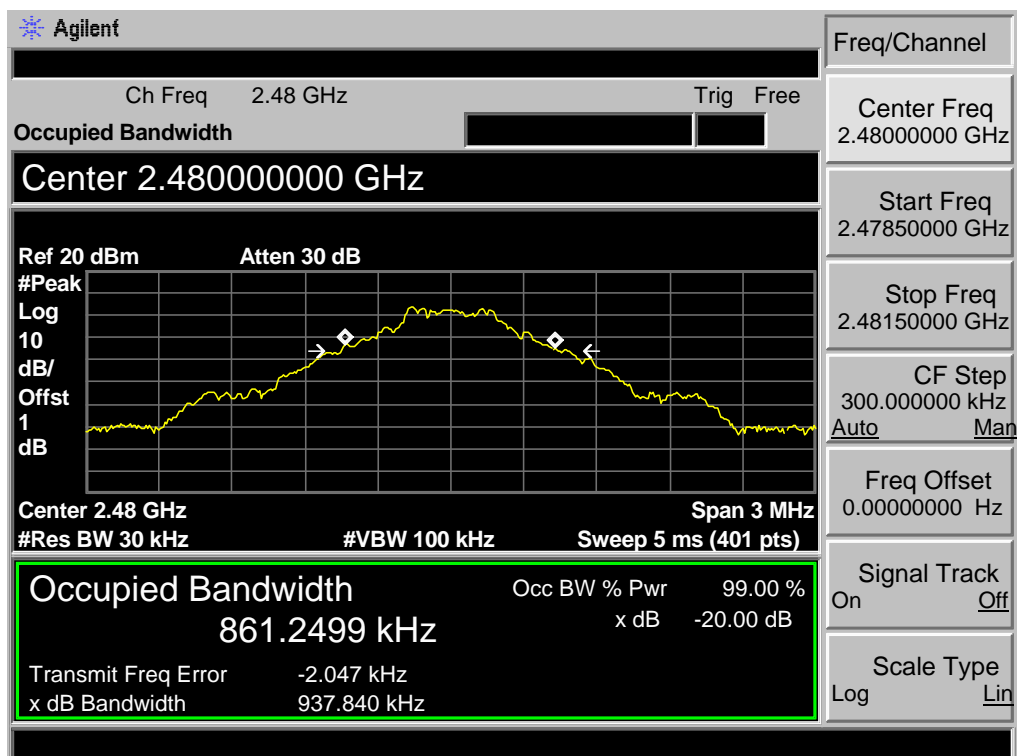 Agilent
Freq/Channel
Ch Freq 2.48 GHz Trig Free
Occupied Bandwidth
Center 2.480000000 GHz
Ref 20 dBm Atten 30 dB
#Peak
Log
10
dB/
Offst
1
dB
Center 2.48 GHz Span 3 MHz
#Res BW 30 kHz #VBW 100 kHz Sweep 5 ms (401 pts)
Occupied Bandwidth
861.2499 kHz
Occ BW % Pwr 99.00 %
x dB -20.00 dB
Transmit Freq Error -2.047 kHz
x dB Bandwidth 937.840 kHz
Center Freq
2.48000000 GHz
Start Freq
2.47850000 GHz
Stop Freq
2.48150000 GHz
CF Step
300.000000 kHz
Auto Man
Freq Offset
0.00000000 Hz
Signal Track
On Off
Scale Type
Log Lin